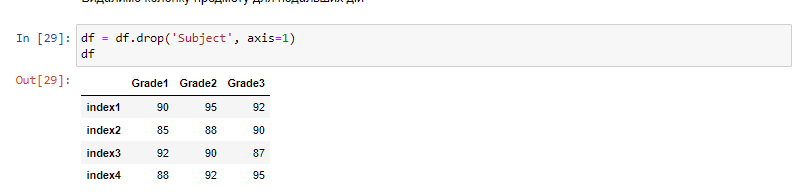 Видалимо колонку предмету для подальших дій
In [29]: df = df.drop('Subject', axis=1)
df
Out[29]:
Grade1 Grade2 Grade3
index1 90 95 92
index2 85 88 90
index3 92 90 87
index4 88 92 95